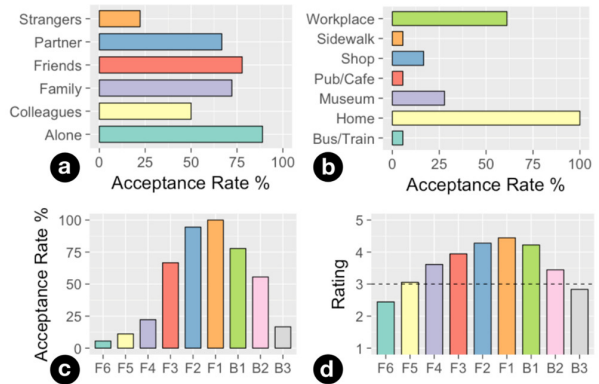 Strangers
Partner
Friends
Family
Colleagues
Alone
0 25 50 75 100
a Acceptance Rate %
Workplace
Sidewalk
Shop
Pub/Cafe
Museum
Home
Bus/Train
0 25 50 75 100
b Acceptance Rate %
Acceptance Rate %
100
75
50
25
0
c F6 F5 F4 F3 F2 F1 B1 B2 B3
Rating
5
4
3
2
1
d F6 F5 F4 F3 F2 F1 B1 B2 B3